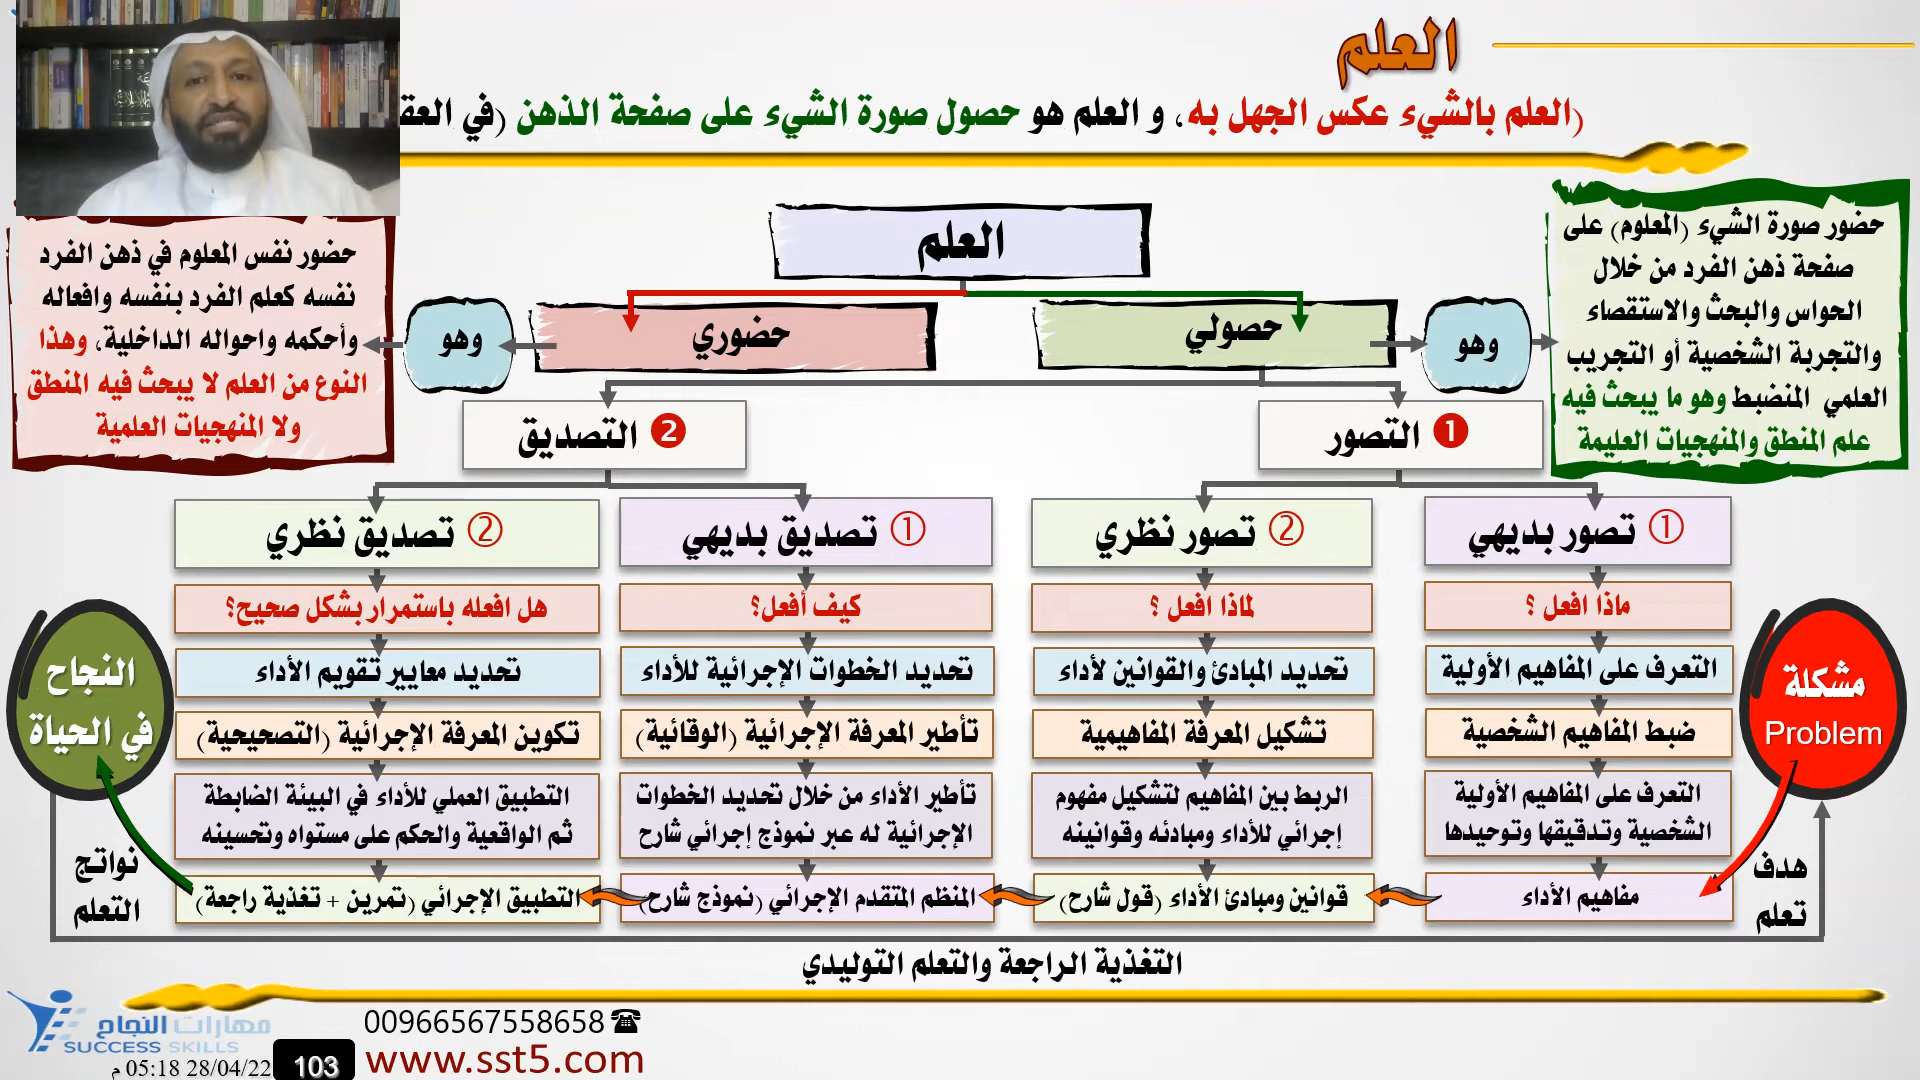 العلم
(العلم بالشيء عكس الجهل به، و العلم هو حصول صورة الشيء على صفحة الذهن (في العق
العلم
حصولي
حضوري
وهو
وهو
حضور صورة الشيء (المعلوم) على
صفحة ذهن الفرد من خلال
الحواس والبحث والاستقصاء
والتجربة الشخصية أو التجريب
العلمي المنضبط وهو ما يبحث فيه
علم المنطق والمنهجيات العليمة
حضور نفس المعلوم في ذهن الفرد
نفسه كعلم الفرد بنفسه وافعاله
وأحكمه واحواله الداخلية، وهذا
النوع من العلم لا يبحث فيه المنطق
ولا المنهجيات العلمية
❶ التصور
❷ التصديق
① تصور بديهي
② تصور نظري
① تصديق بديهي
② تصديق نظري
ماذا افعل ؟
لماذا افعل ؟
كيف أفعل؟
هل افعله باستمرار بشكل صحيح؟
التعرف على المفاهيم الأولية
تحديد المبادئ والقوانين لأداء
تحديد الخطوات الإجرائية للأداء
تحديد معايير تقويم الأداء
ضبط المفاهيم الشخصية
تشكيل المعرفة المفاهيمية
تأطير المعرفة الإجرائية (الوقائية)
تكوين المعرفة الإجرائية (التصحيحية)
التعرف على المفاهيم الأولية
الشخصية وتدقيقها وتوحيدها
الربط بين المفاهيم لتشكيل مفهوم
إجرائي للأداء ومبادئه وقوانينه
تأطير الأداء من خلال تحديد الخطوات
الإجرائية له عبر نموذج إجرائي شارح
التطبيق العملي للأداء في البيئة الضابطة
ثم الواقعية والحكم على مستواه وتحسينه
مفاهيم الأداء
قوانين ومبادئ الأداء (قول شارح)
المنظم المتقدم الإجرائي (نموذج شارح)
التطبيق الإجرائي (تمرين + تغذية راجعة)
مشكلة
Problem
هدف
تعلم
النجاح
في الحياة
نواتج
التعلم
التغذية الراجعة والتعلم التوليدي
مهارات النجاح
SUCCESS SKILLS
00966567558658 ☎
www.sst5.com
28/04/22 05:18 م
103